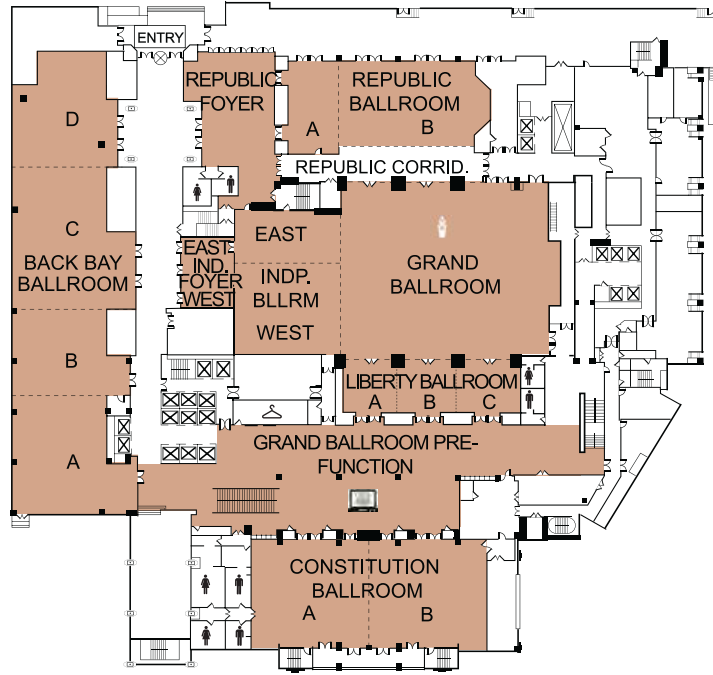 ENTRY
REPUBLIC
FOYER
REPUBLIC
BALLROOM
A
B
D
REPUBLIC CORRID.
C
BACK BAY
BALLROOM
EAST
EAST
IND.
FOYER
WEST
INDP.
BLLRM
WEST
GRAND
BALLROOM
B
LIBERTY BALLROOM
A
B
C
A
GRAND BALLROOM PRE-
FUNCTION
CONSTITUTION
BALLROOM
A
B